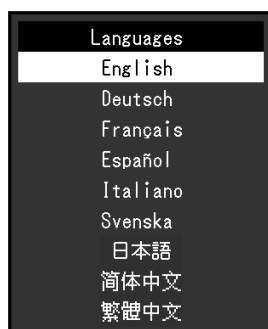 Languages
English
Deutsch
Français
Español
Italiano
Svenska
日本語
简体中文
繁體中文